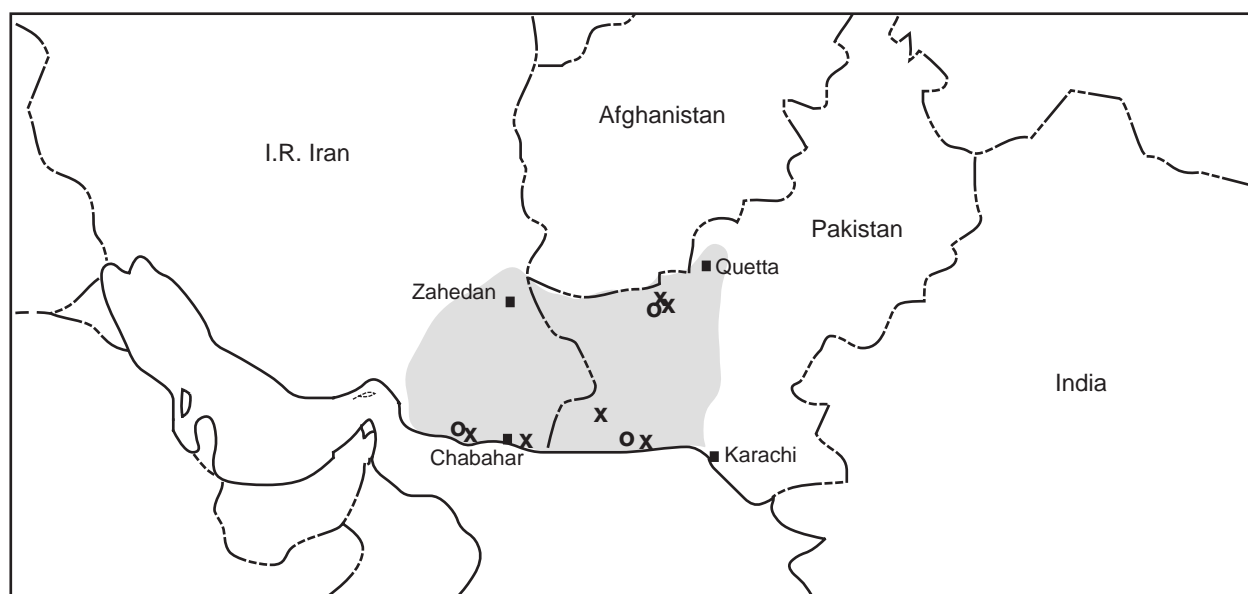 Afghanistan
I.R. Iran
Pakistan
Quetta
Zahedan
x
x
o
India
x
o
x
o
x
x
Chabahar
Karachi